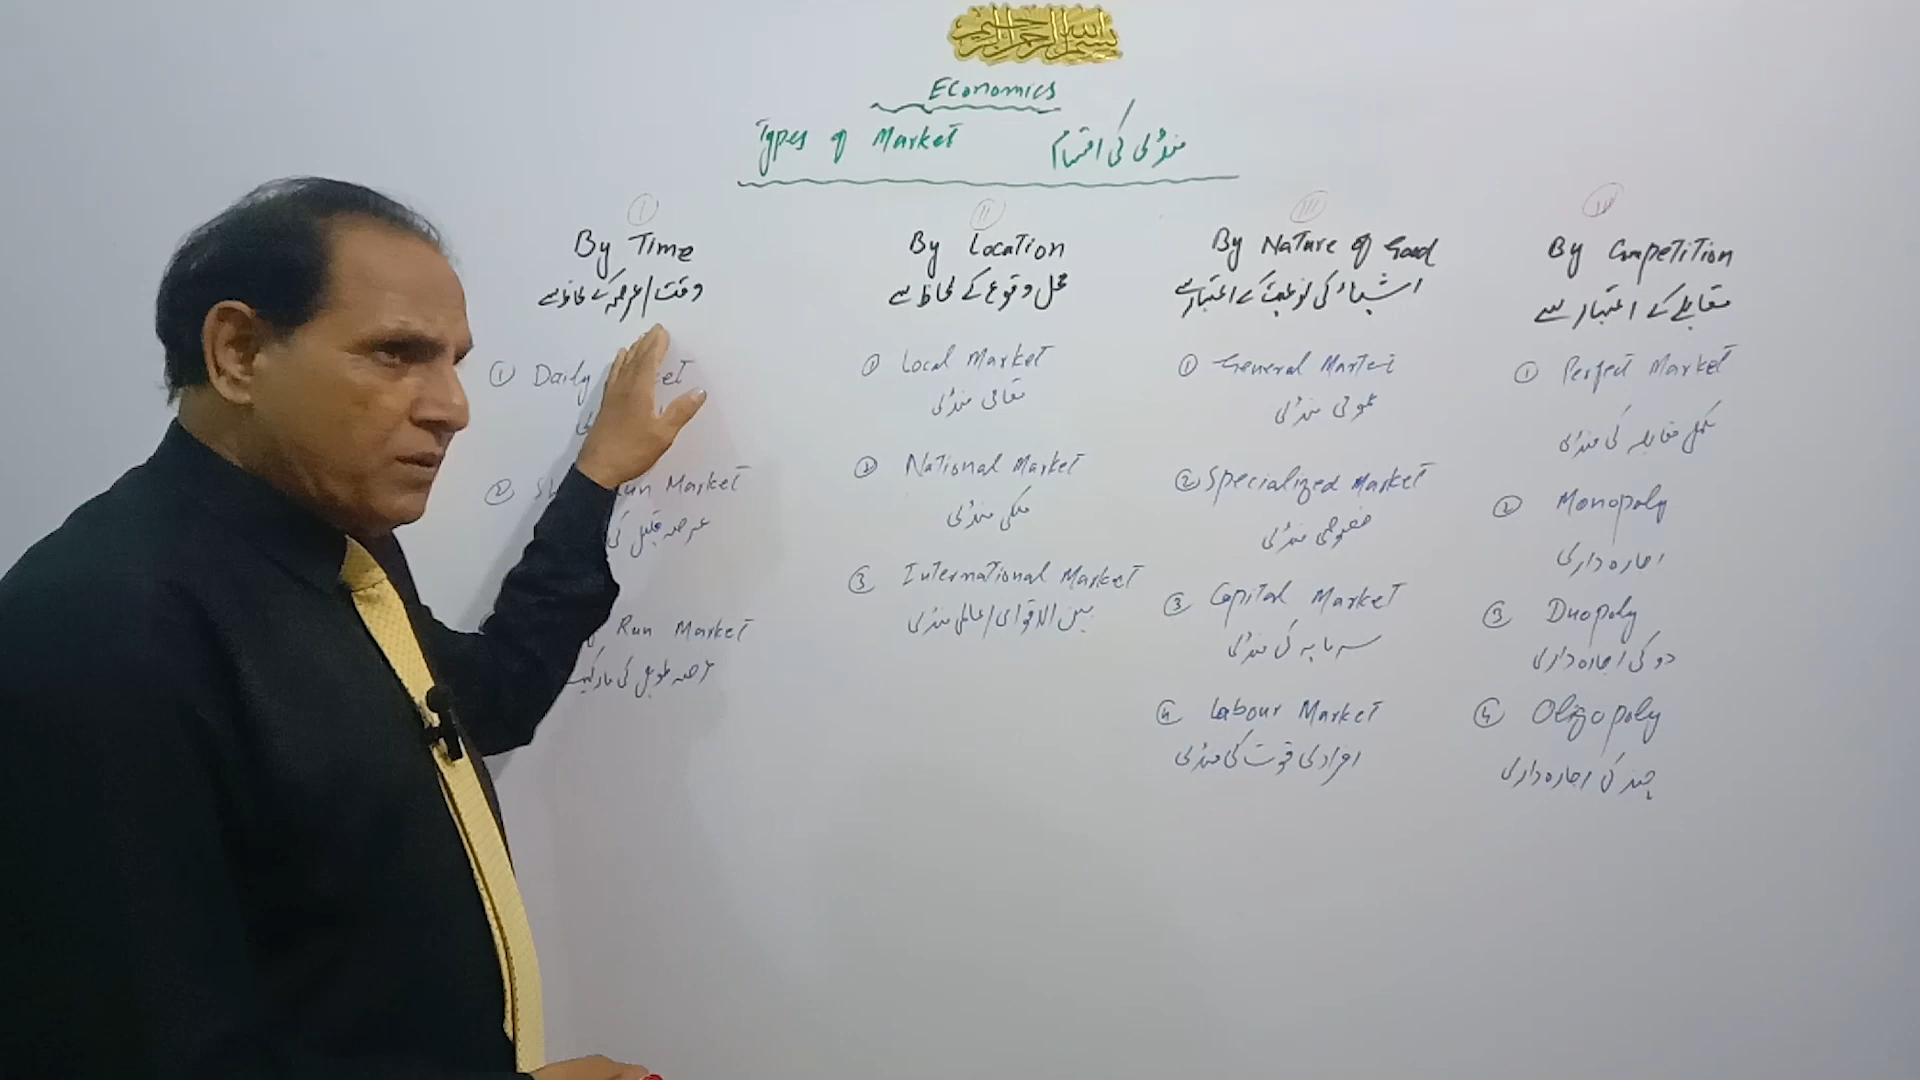 بسم الله الرحمن الرحيم
Economics
Types of Market منڈی کی اقسام
I
By Time
وقت/عرصہ کے لحاظ سے
① Daily
② Run Market
عرصہ قلیل کی
Run Market
عرصہ طویل کی مارکیٹ
II
By Location
محل وقوع کے لحاظ سے
① Local Market
مقامی منڈی
② National Market
ملکی منڈی
③ International Market
بین الاقوامی/عالمی منڈی
III
By Nature of Good
اشیاء کی نوعیت کے اعتبار سے
① General Market
عمومی منڈی
② Specialized Market
خصوصی منڈی
③ Capital Market
سرمایہ کی منڈی
④ Labour Market
افرادی قوت کی منڈی
IV
By Competition
مقابلے کے اعتبار سے
① Perfect Market
مکمل مقابلہ کی منڈی
② Monopoly
اجارہ داری
③ Duopoly
دو کی اجارہ داری
④ Oligopoly
چند کی اجارہ داری